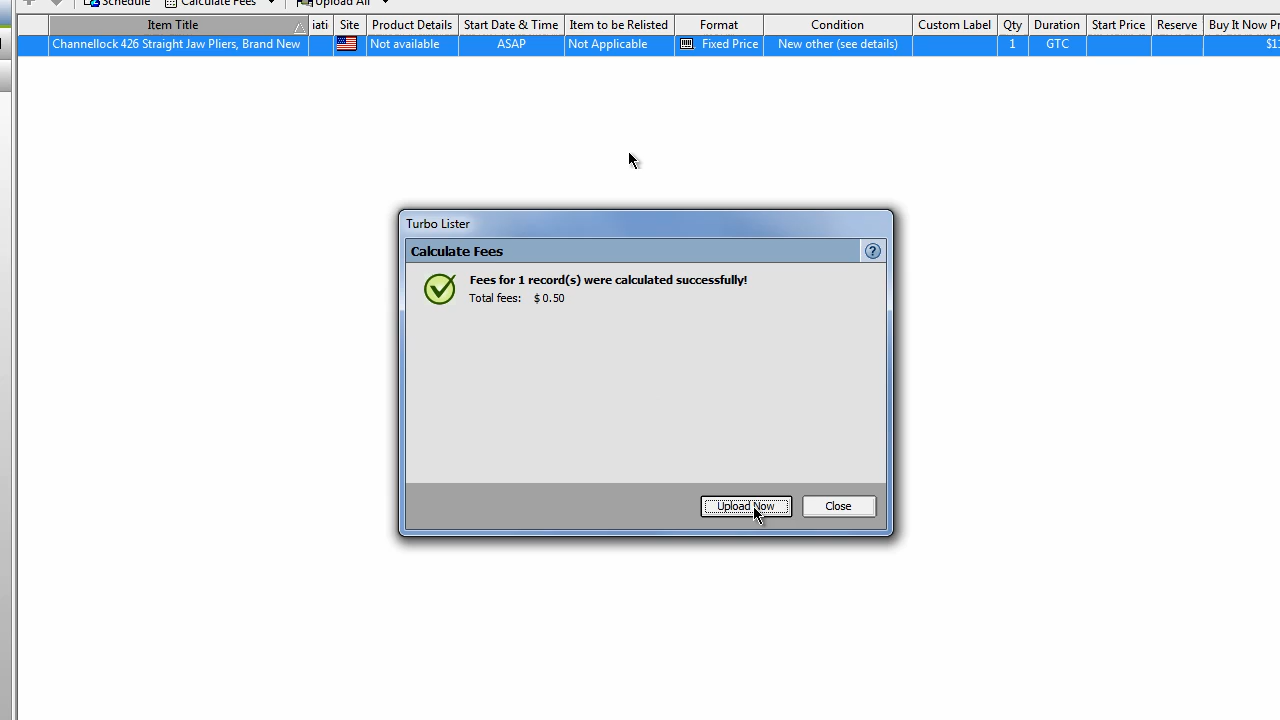 Schedule Calculate Fees Upload All
Item Title iati Site Product Details Start Date & Time Item to be Relisted Format Condition Custom Label Qty Duration Start Price Reserve Buy It Now
Channellock 426 Straight Jaw Pliers, Brand New Not available ASAP Not Applicable Fixed Price New other (see details) 1 GTC
Turbo Lister
Calculate Fees ?
Fees for 1 record(s) were calculated successfully!
Total fees: $ 0.50
Upload Now Close